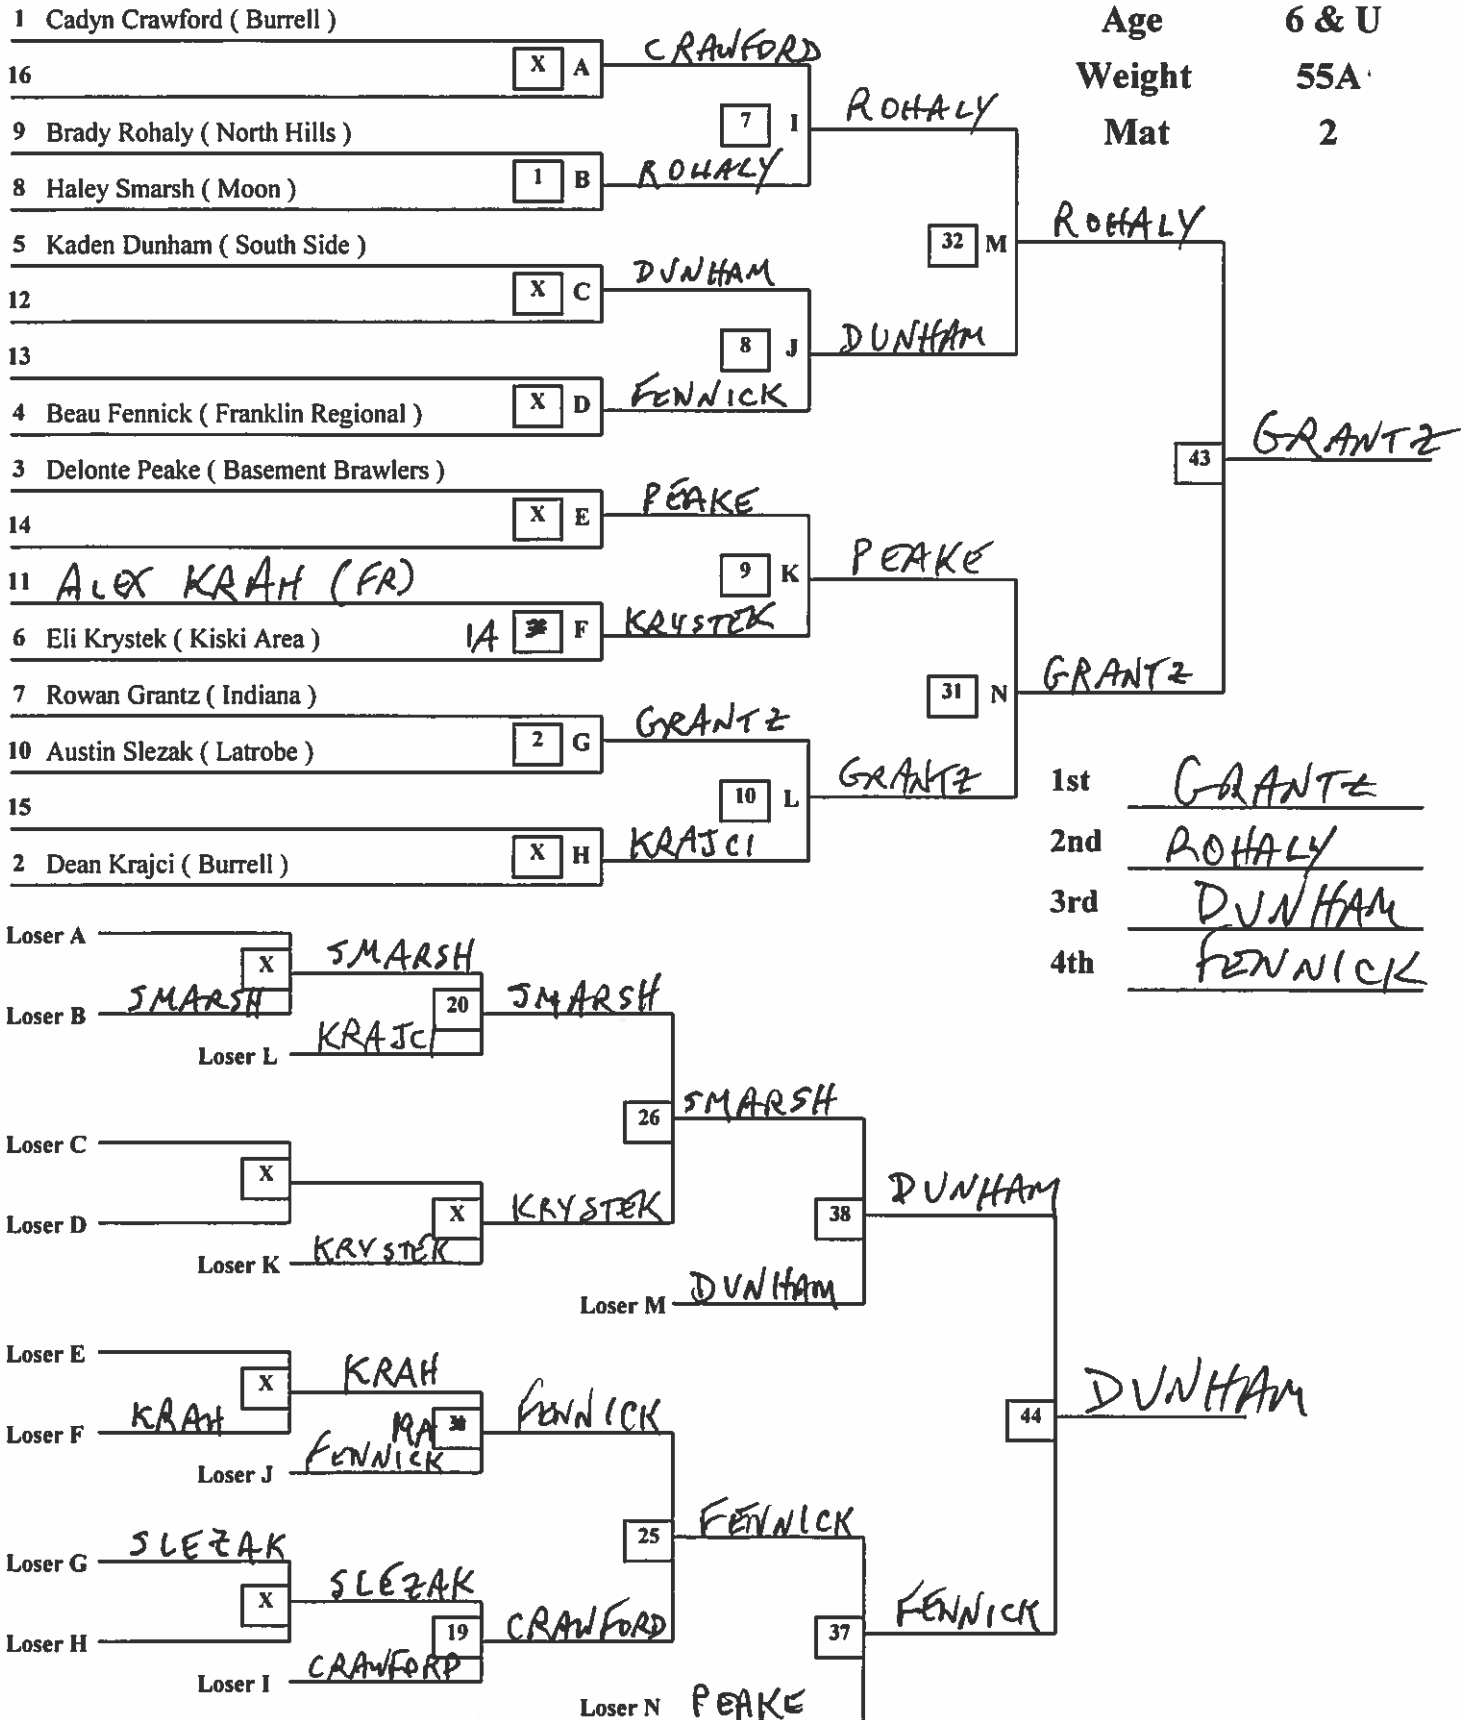 1 Cadyn Crawford ( Burrell )
Age 6 & U
X A CRAWFORD
16
Weight 55A
7 I ROHALY
9 Brady Rohaly ( North Hills )
Mat 2
1 B ROHALY
8 Haley Smarsh ( Moon )
32 M ROHALY
5 Kaden Dunham ( South Side )
X C DUNHAM
12
8 J DUNHAM
13
X D FENNICK
4 Beau Fennick ( Franklin Regional )
43 GRANTZ
3 Delonte Peake ( Basement Brawlers )
X E PEAKE
14
9 K PEAKE
11 ALEX KRAH (FR)
6 Eli Krystek ( Kiski Area ) 1A F KRYSTEK
31 N GRANTZ
7 Rowan Grantz ( Indiana )
2 G GRANTZ
10 Austin Slezak ( Latrobe )
10 L GRANTZ
15
X H KRAJCI
2 Dean Krajci ( Burrell )
1st GRANTZ
2nd ROHALY
3rd DUNHAM
4th FENNICK
Loser A
X SMARSH
Loser B SMARSH
20 SMARSH
Loser L KRAJCI
26 SMARSH
Loser C
X
Loser D
X KRYSTEK
Loser K KRYSTEK
38 DUNHAM
Loser M DUNHAM
Loser E
X KRAH
Loser F KRAH
FENNICK
Loser J FENNICK
44 DUNHAM
25 FENNICK
Loser G SLEZAK
X SLEZAK
Loser H
19 CRAWFORD
Loser I CRAWFORD
37 FENNICK
Loser N PEAKE